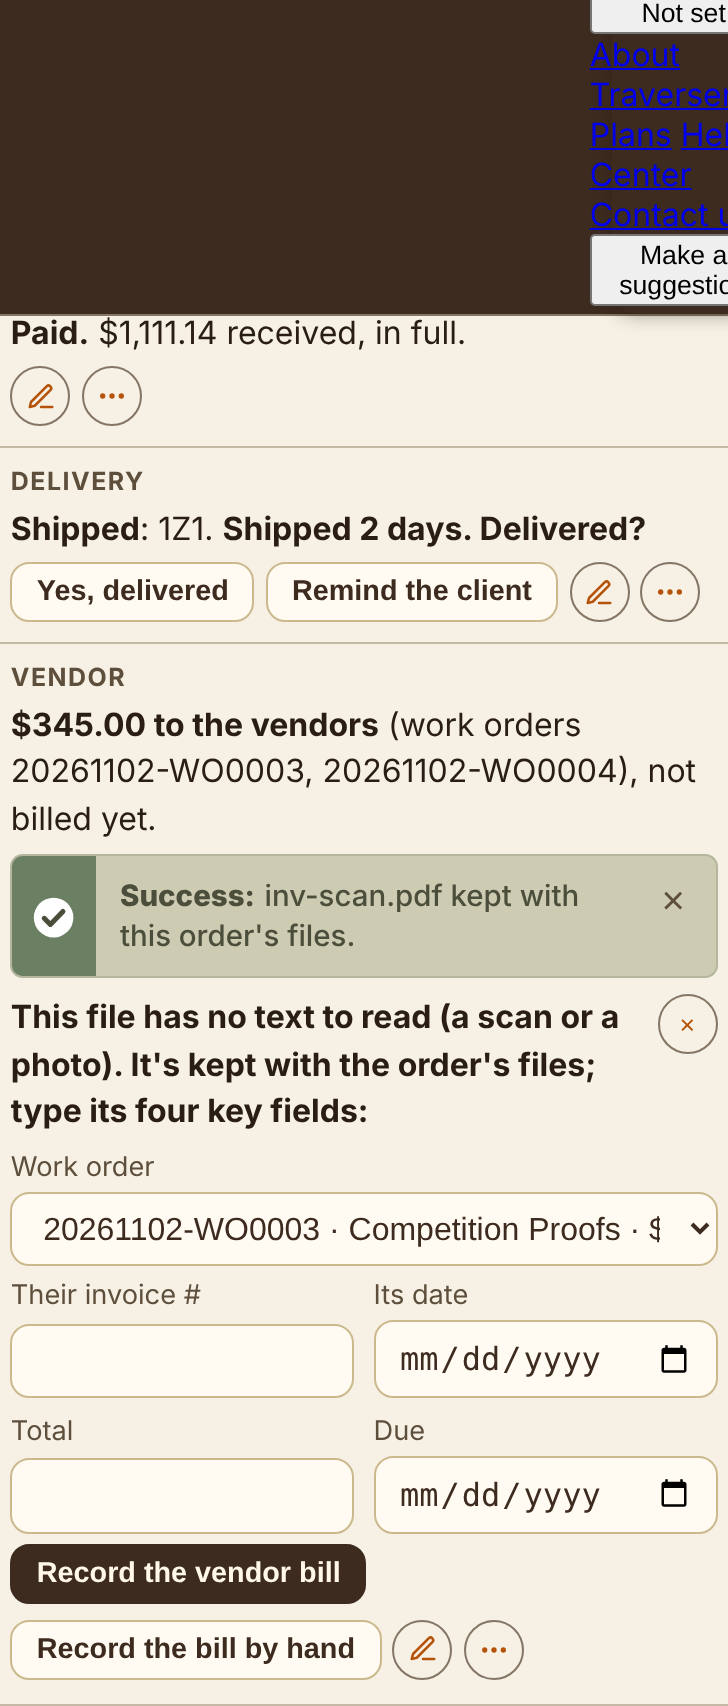 Not set
About
Traverser
Plans Hel
Center
Contact u
Make a
suggestio
Paid. $1,111.14 received, in full.
DELIVERY
Shipped: 1Z1. Shipped 2 days. Delivered?
Yes, delivered
Remind the client
VENDOR
$345.00 to the vendors (work orders
20261102-WO0003, 20261102-WO0004), not
billed yet.
Success: inv-scan.pdf kept with
this order's files.
This file has no text to read (a scan or a
photo). It's kept with the order's files;
type its four key fields:
Work order
20261102-WO0003 · Competition Proofs · $
Their invoice # Its date
mm/dd/yyyy
Total Due
mm/dd/yyyy
Record the vendor bill
Record the bill by hand